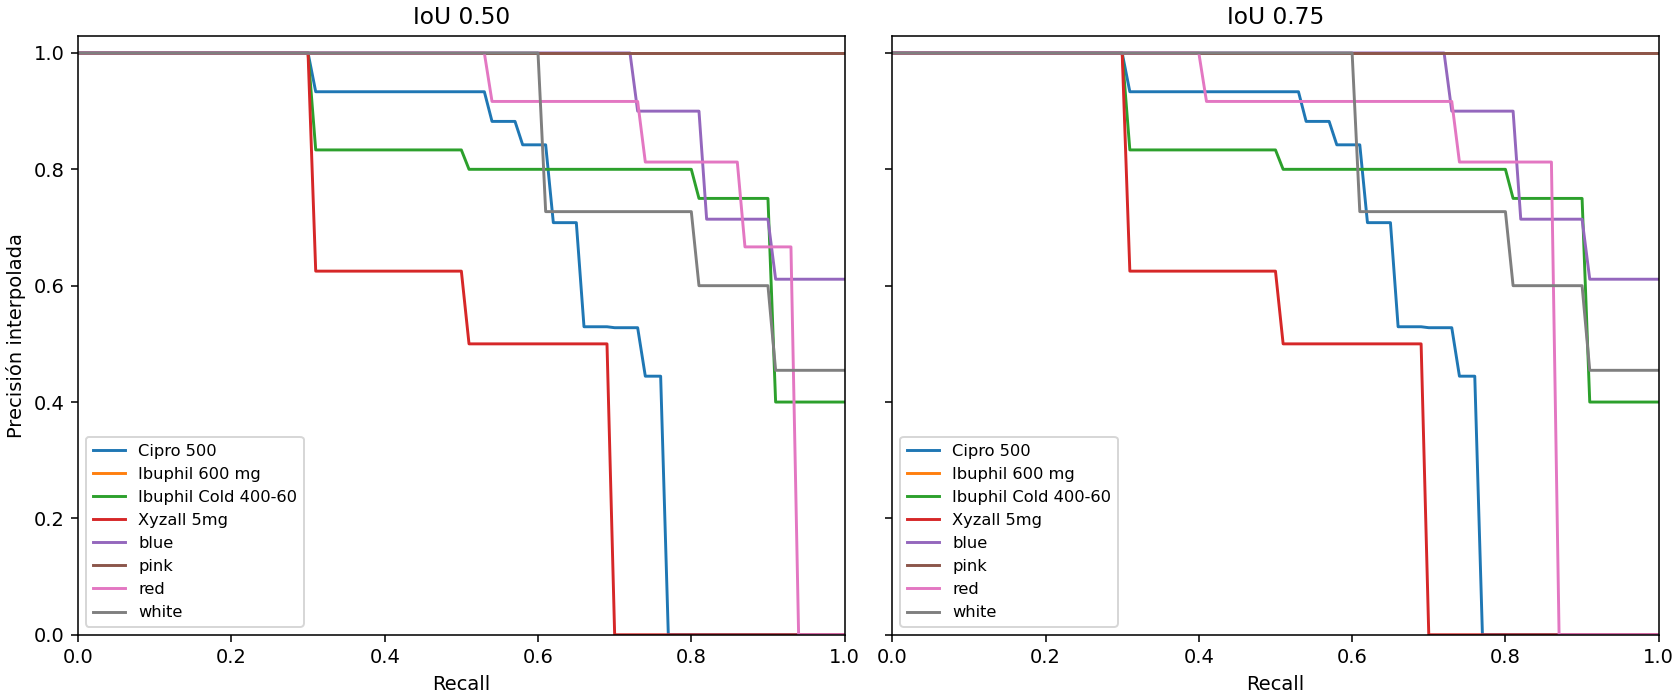 IoU 0.50
1.0
0.8
0.6
0.4
0.2
0.0
Precisión interpolada
Cipro 500
Ibuphil 600 mg
Ibuphil Cold 400-60
Xyzall 5mg
blue
pink
red
white
0.0 0.2 0.4 0.6 0.8 1.0
Recall
IoU 0.75
Cipro 500
Ibuphil 600 mg
Ibuphil Cold 400-60
Xyzall 5mg
blue
pink
red
white
0.0 0.2 0.4 0.6 0.8 1.0
Recall